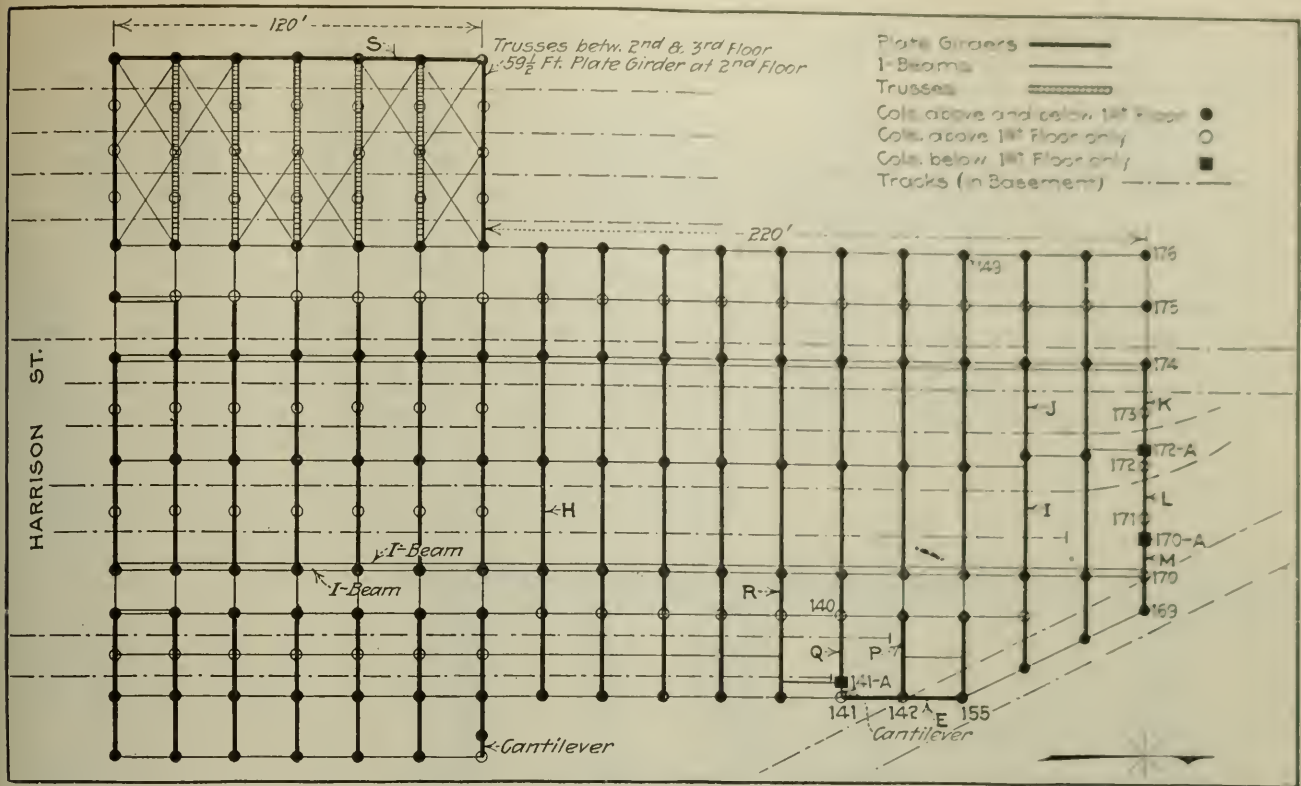 120'
S
Trusses betw. 2nd & 3rd Floor
59½ Ft. Plate Girder at 2nd Floor
Plate Girders
I-Beams
Trusses
Cols. above and below 1st Floor
Cols. above 1st Floor only
Cols. below 1st Floor only
Tracks (in Basement)
220'
149
176
175
174
HARRISON ST.
J
K
173
172-A
172
H
I
L
171
170-A
I-Beam
M
I-Beam
170
R
140
169
Q
P
141-A
141
142
E
155
Cantilever
Cantilever